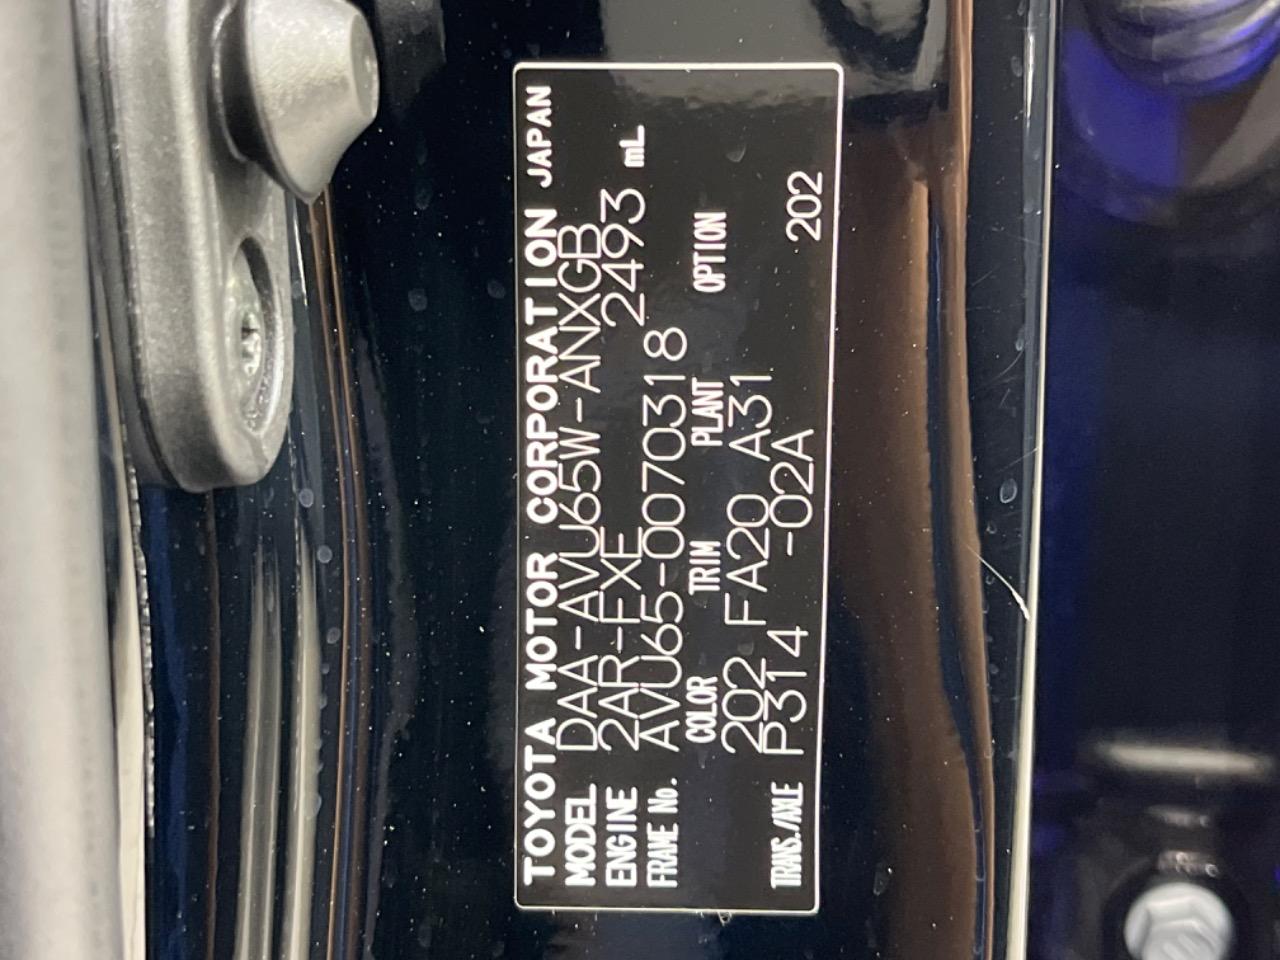 TOYOTA MOTOR CORPORATION JAPAN
MODEL DAA-AVU65W-ANXGB
ENGINE 2AR-FXE 2493 mL
FRAME No. AVU65-0070318
COLOR TRIM PLANT OPTION
202 FA20 A31
TRANS./AXLE P314 -02A 202